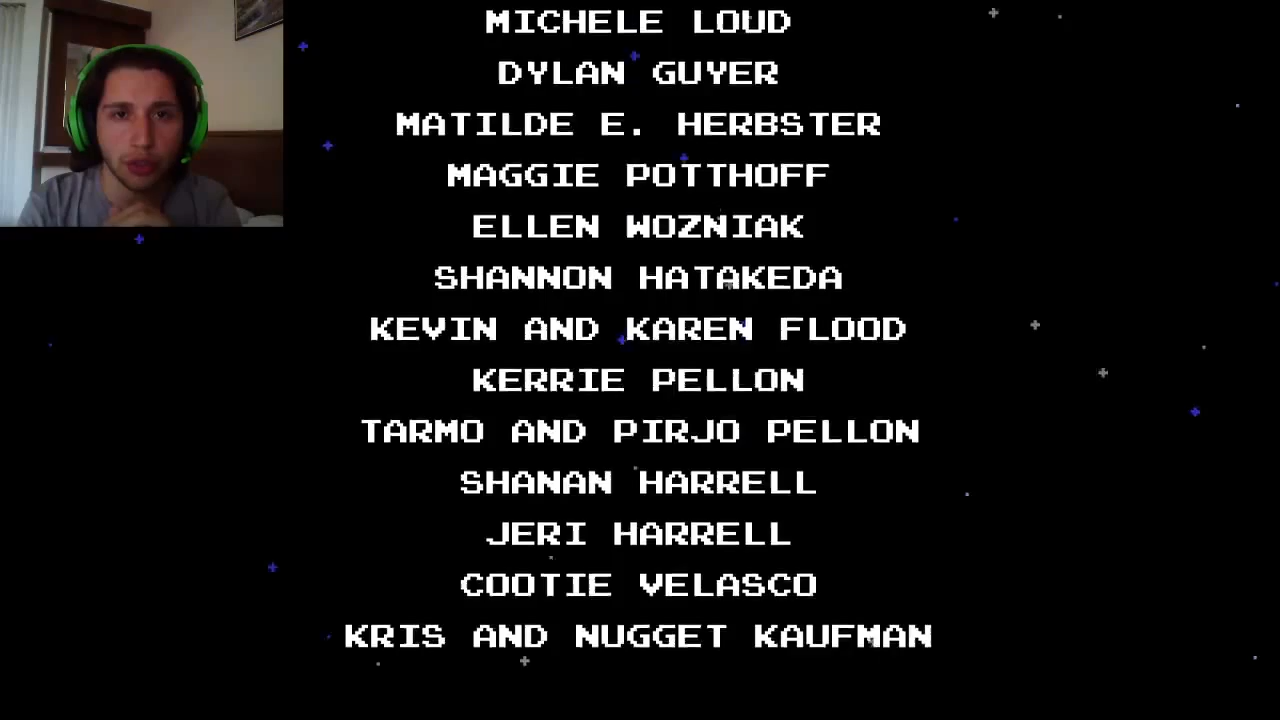 MICHELE LOUD
DYLAN GUYER
MATILDE E. HERBSTER
MAGGIE POTTHOFF
ELLEN WOZNIAK
SHANNON HATAKEDA
KEVIN AND KAREN FLOOD
KERRIE PELLON
TARMO AND PIRJO PELLON
SHANAN HARRELL
JERI HARRELL
COOTIE VELASCO
KRIS AND NUGGET KAUFMAN